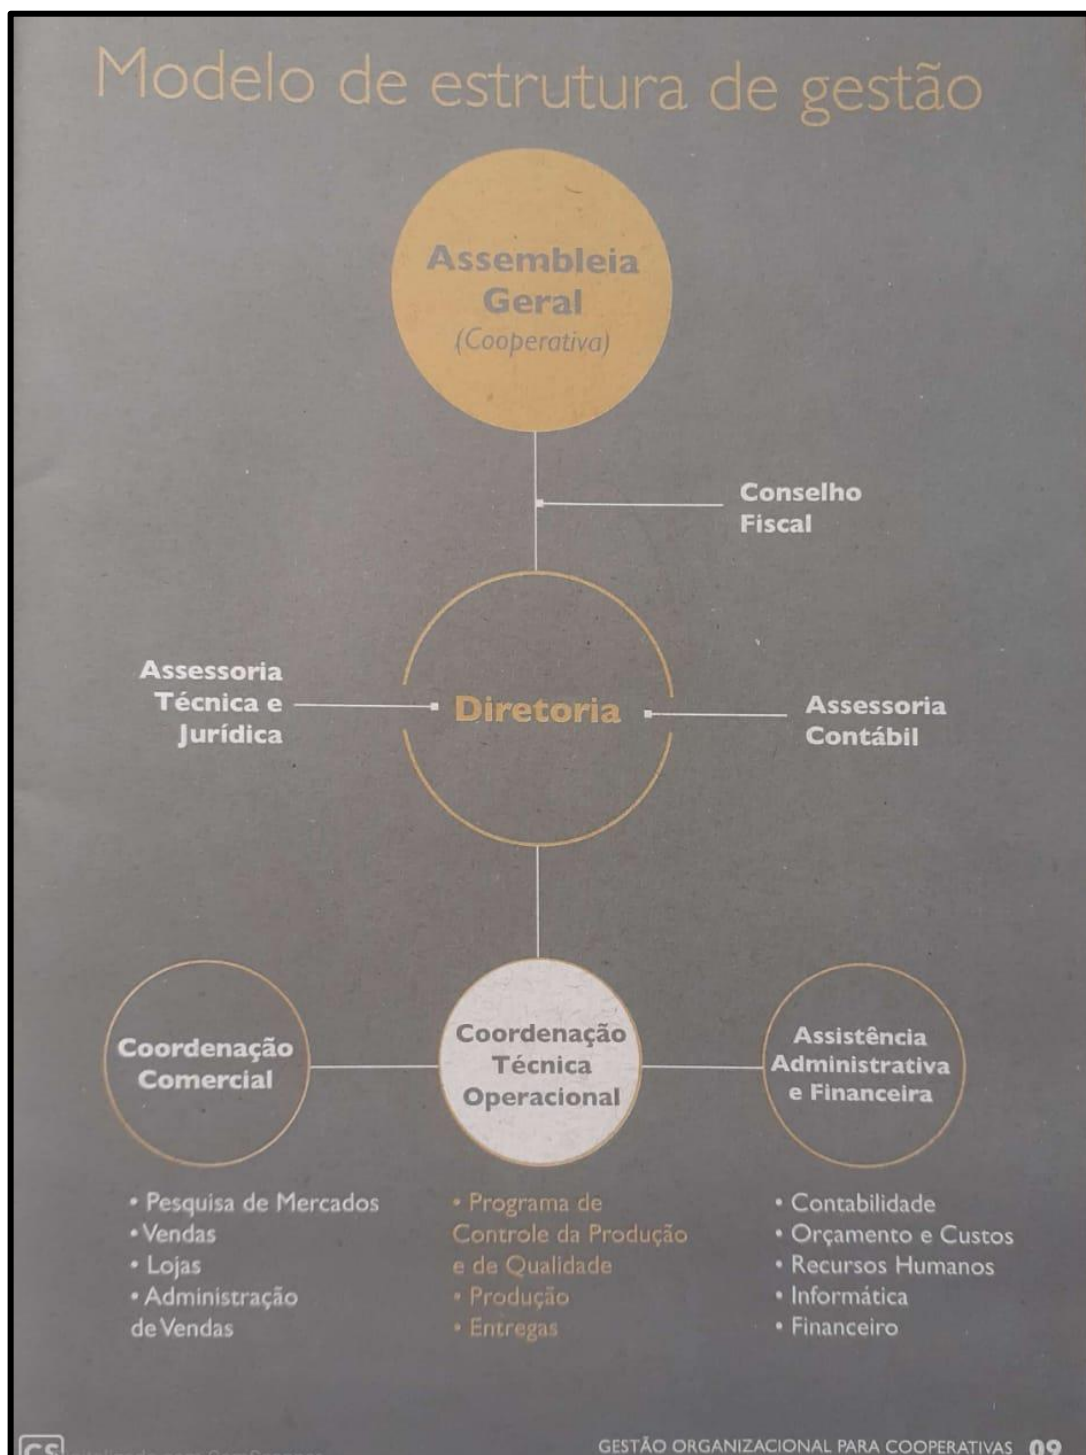 Modelo de estrutura de gestão
Assembleia
Geral
(Cooperativa)
Conselho
Fiscal
Assessoria
Técnica e
Jurídica
Diretoria
Assessoria
Contábil
Coordenação
Comercial
Coordenação
Técnica
Operacional
Assistência
Administrativa
e Financeira
• Pesquisa de Mercados
• Vendas
• Lojas
• Administração
de Vendas
• Programa de
Controle da Produção
e de Qualidade
• Produção
• Entregas
• Contabilidade
• Orçamento e Custos
• Recursos Humanos
• Informática
• Financeiro
CS
GESTÃO ORGANIZACIONAL PARA COOPERATIVAS 09